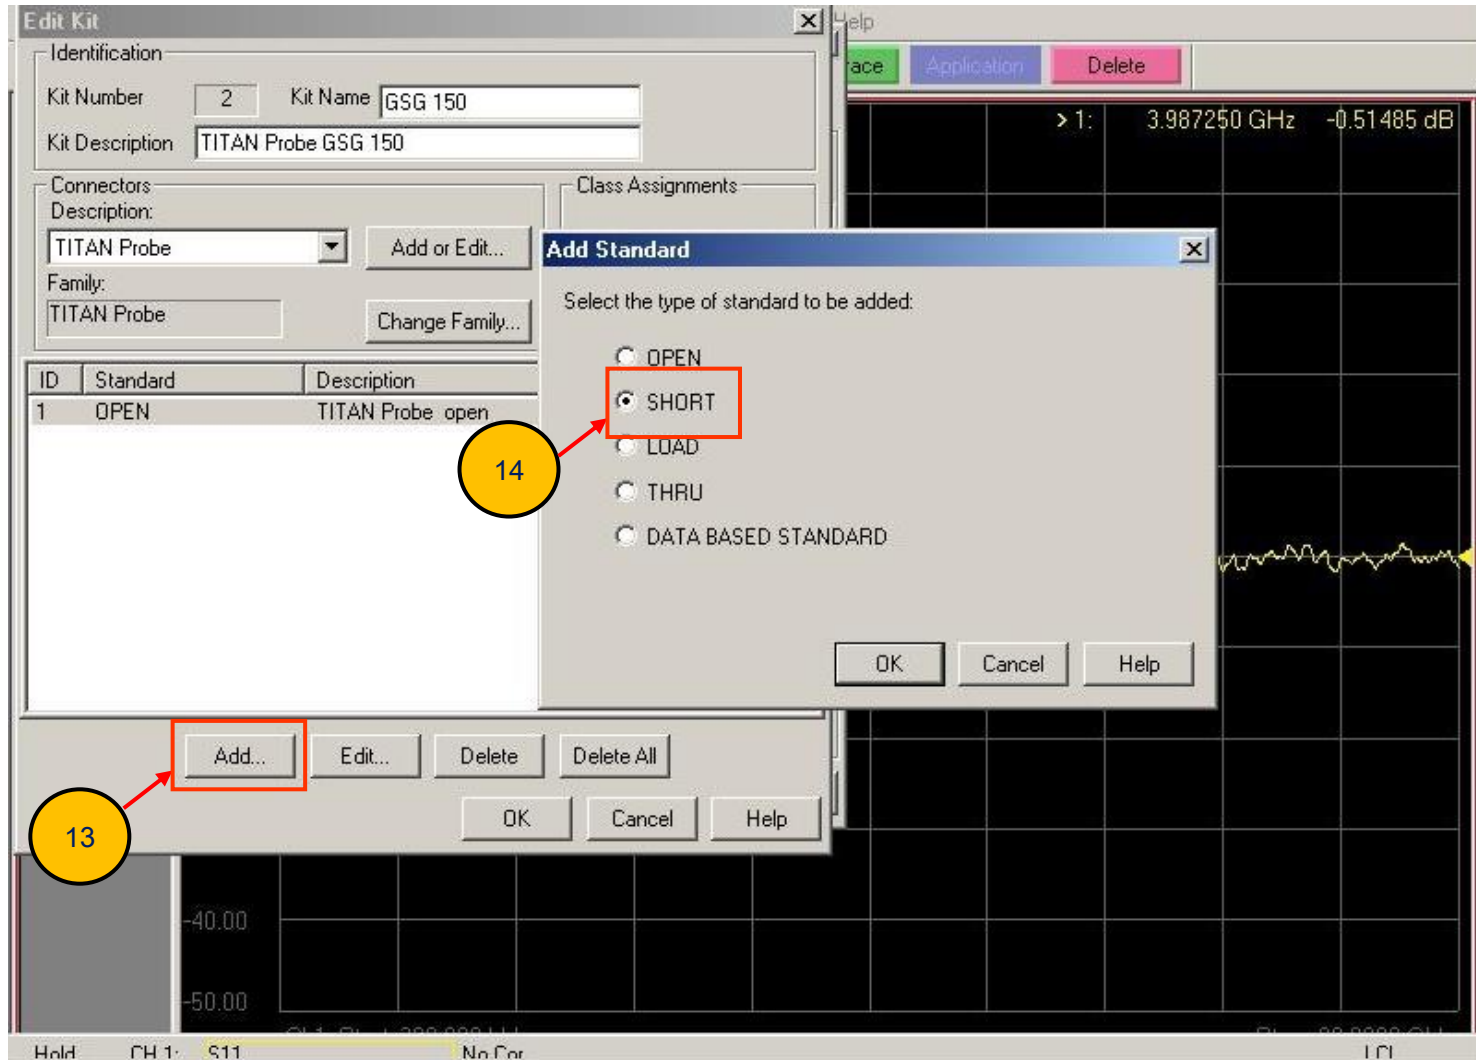 Edit Kit
Help
Identification
Kit Number 2 Kit Name GSG 150
Kit Description TITAN Probe GSG 150
Application Delete
> 1: 3.987250 GHz -0.51485 dB
Connectors
Description:
TITAN Probe Add or Edit...
Family:
TITAN Probe Change Family...
Class Assignments
ID Standard Description
1 OPEN TITAN Probe open
Add Standard
Select the type of standard to be added:
OPEN
SHORT
LOAD
THRU
DATA BASED STANDARD
14
OK Cancel Help
Add... Edit... Delete Delete All
OK Cancel Help
13
-40.00
-50.00
Hold CH 1: S11 No Cor LCL